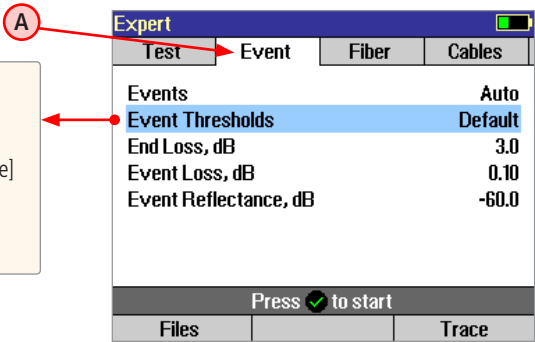 A
Expert
Test Event Fiber Cables
Events Auto
Event Thresholds Default
End Loss, dB 3.0
e]
Event Loss, dB 0.10
Event Reflectance, dB -60.0
Press to start
Files Trace